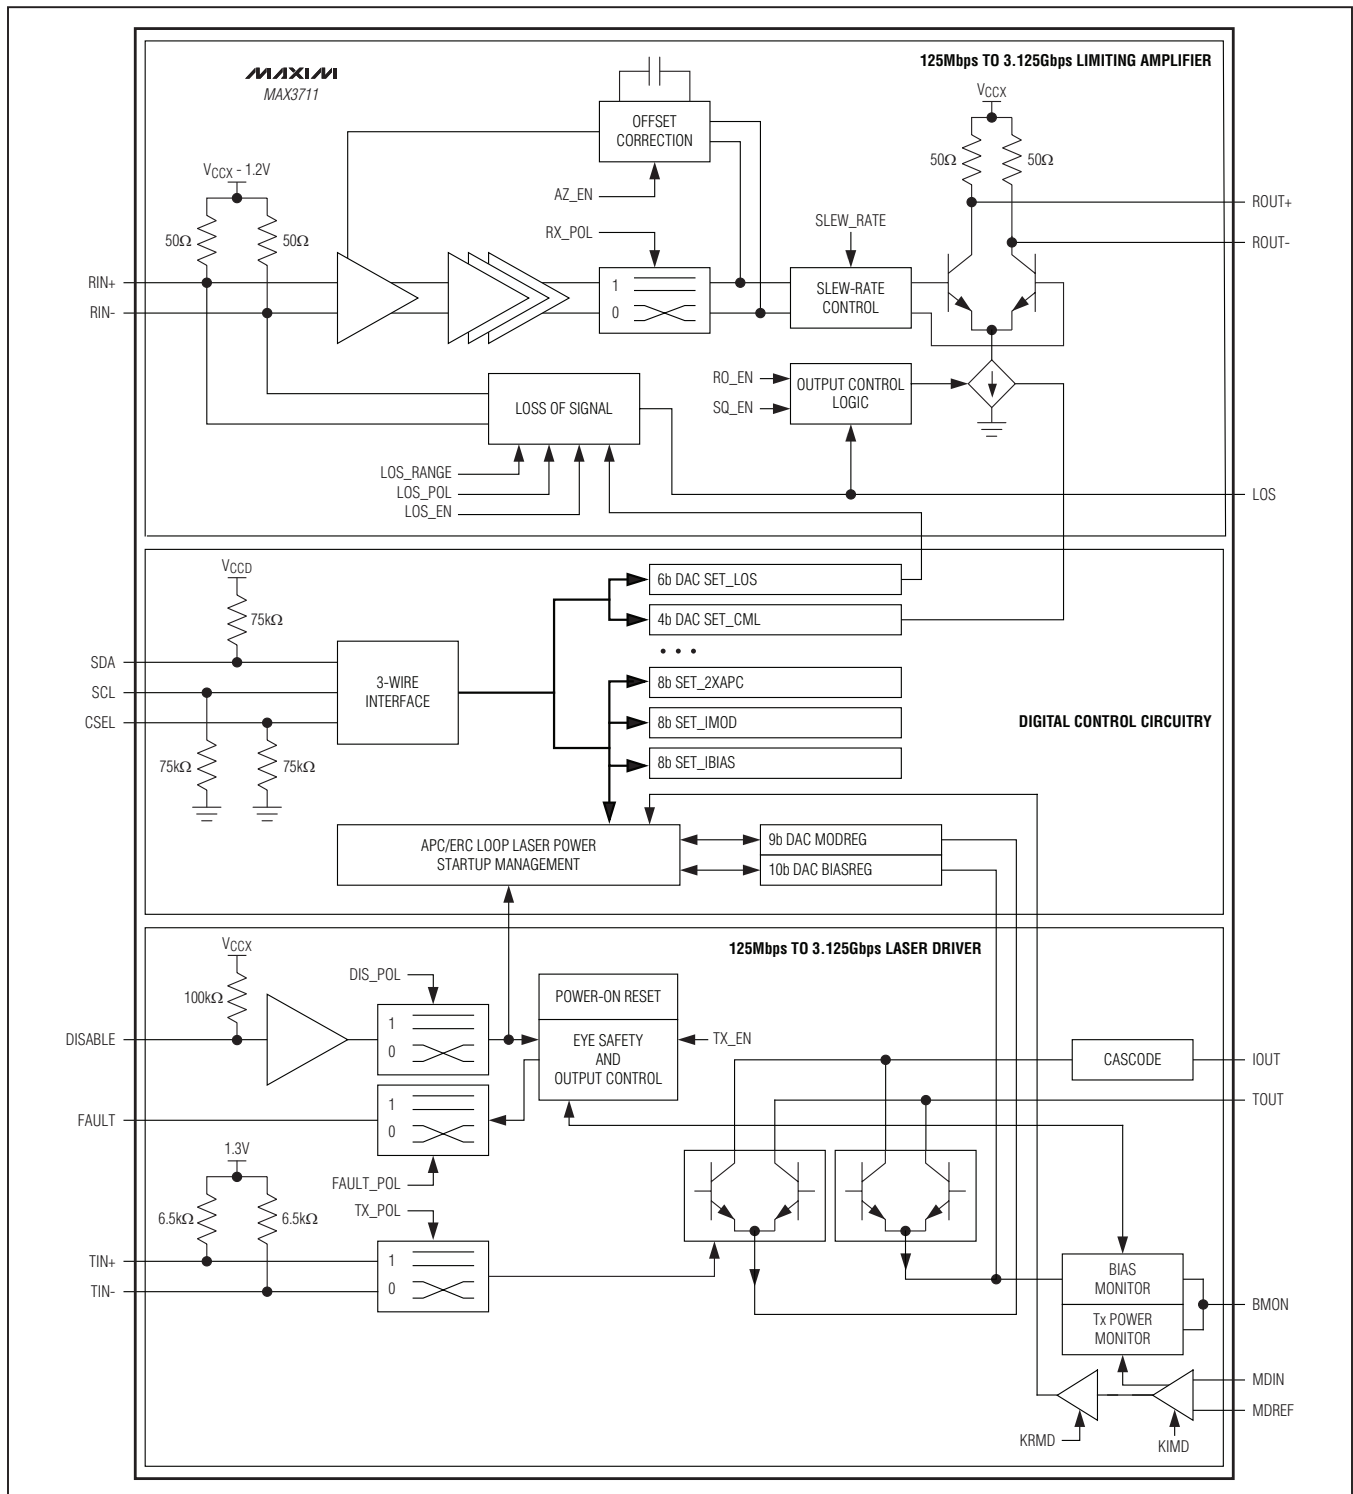 125Mbps TO 3.125Gbps LIMITING AMPLIFIER
MAXIM
MAX3711
VCCX
OFFSET
CORRECTION
50Ω
50Ω
VCCX - 1.2V
AZ_EN
ROUT+
RX_POL
SLEW_RATE
50Ω
50Ω
ROUT-
RIN+
1
SLEW-RATE
CONTROL
RIN-
0
RO_EN
OUTPUT CONTROL
LOGIC
SQ_EN
LOSS OF SIGNAL
LOS_RANGE
LOS_POL
LOS_EN
LOS
VCCD
6b DAC SET_LOS
75kΩ
4b DAC SET_CML
• • •
SDA
3-WIRE
INTERFACE
SCL
8b SET_2XAPC
CSEL
8b SET_IMOD
DIGITAL CONTROL CIRCUITRY
75kΩ
75kΩ
8b SET_IBIAS
APC/ERC LOOP LASER POWER
STARTUP MANAGEMENT
9b DAC MODREG
10b DAC BIASREG
VCCX
125Mbps TO 3.125Gbps LASER DRIVER
DIS_POL
100kΩ
POWER-ON RESET
1
0
DISABLE
EYE SAFETY
AND
OUTPUT CONTROL
TX_EN
CASCODE
IOUT
TOUT
FAULT
1
0
1.3V
FAULT_POL
TX_POL
6.5kΩ
6.5kΩ
TIN+
1
TIN-
0
BIAS
MONITOR
BMON
Tx POWER
MONITOR
MDIN
MDREF
KRMD
KIMD